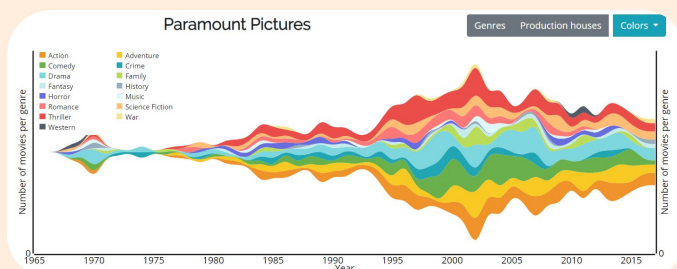 Paramount Pictures
Genres Production houses Colors
Action Adventure
Comedy Crime
Drama Family
Fantasy History
Horror Music
Romance Science Fiction
Thriller War
Western
Number of movies per genre
Number of movies per genre
0 0
1965 1970 1975 1980 1985 1990 1995 2000 2005 2010 2015
Year